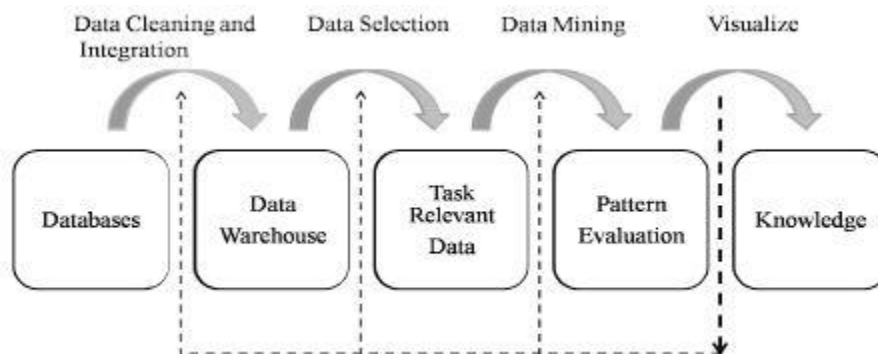 Data Cleaning and
Integration
Data Selection
Data Mining
Visualize
Databases
Data
Warehouse
Task
Relevant
Data
Pattern
Evaluation
Knowledge